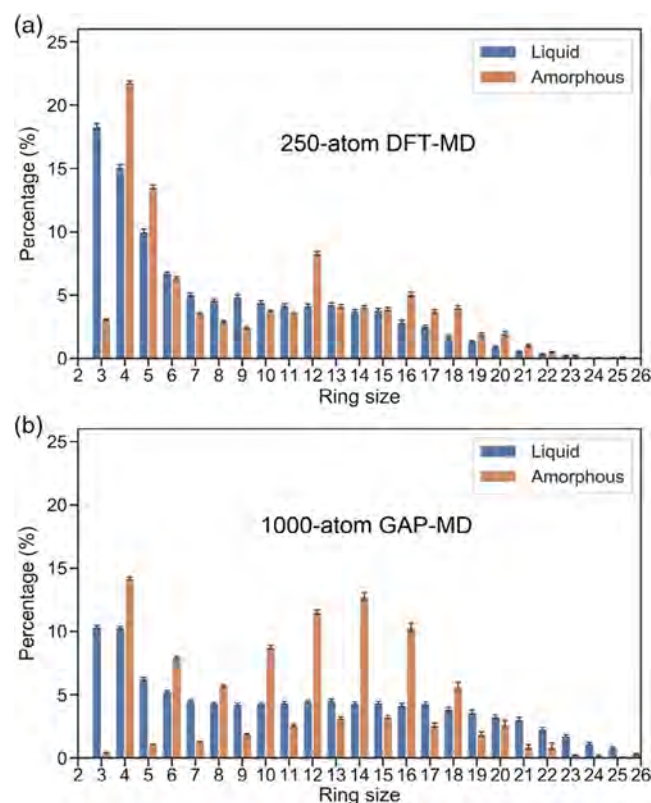 (a)
25
20
15
10
5
0
Percentage (%)
Liquid
Amorphous
250-atom DFT-MD
2 3 4 5 6 7 8 9 10 11 12 13 14 15 16 17 18 19 20 21 22 23 24 25 26
Ring size
(b)
25
20
15
10
5
0
Percentage (%)
Liquid
Amorphous
1000-atom GAP-MD
2 3 4 5 6 7 8 9 10 11 12 13 14 15 16 17 18 19 20 21 22 23 24 25 26
Ring size